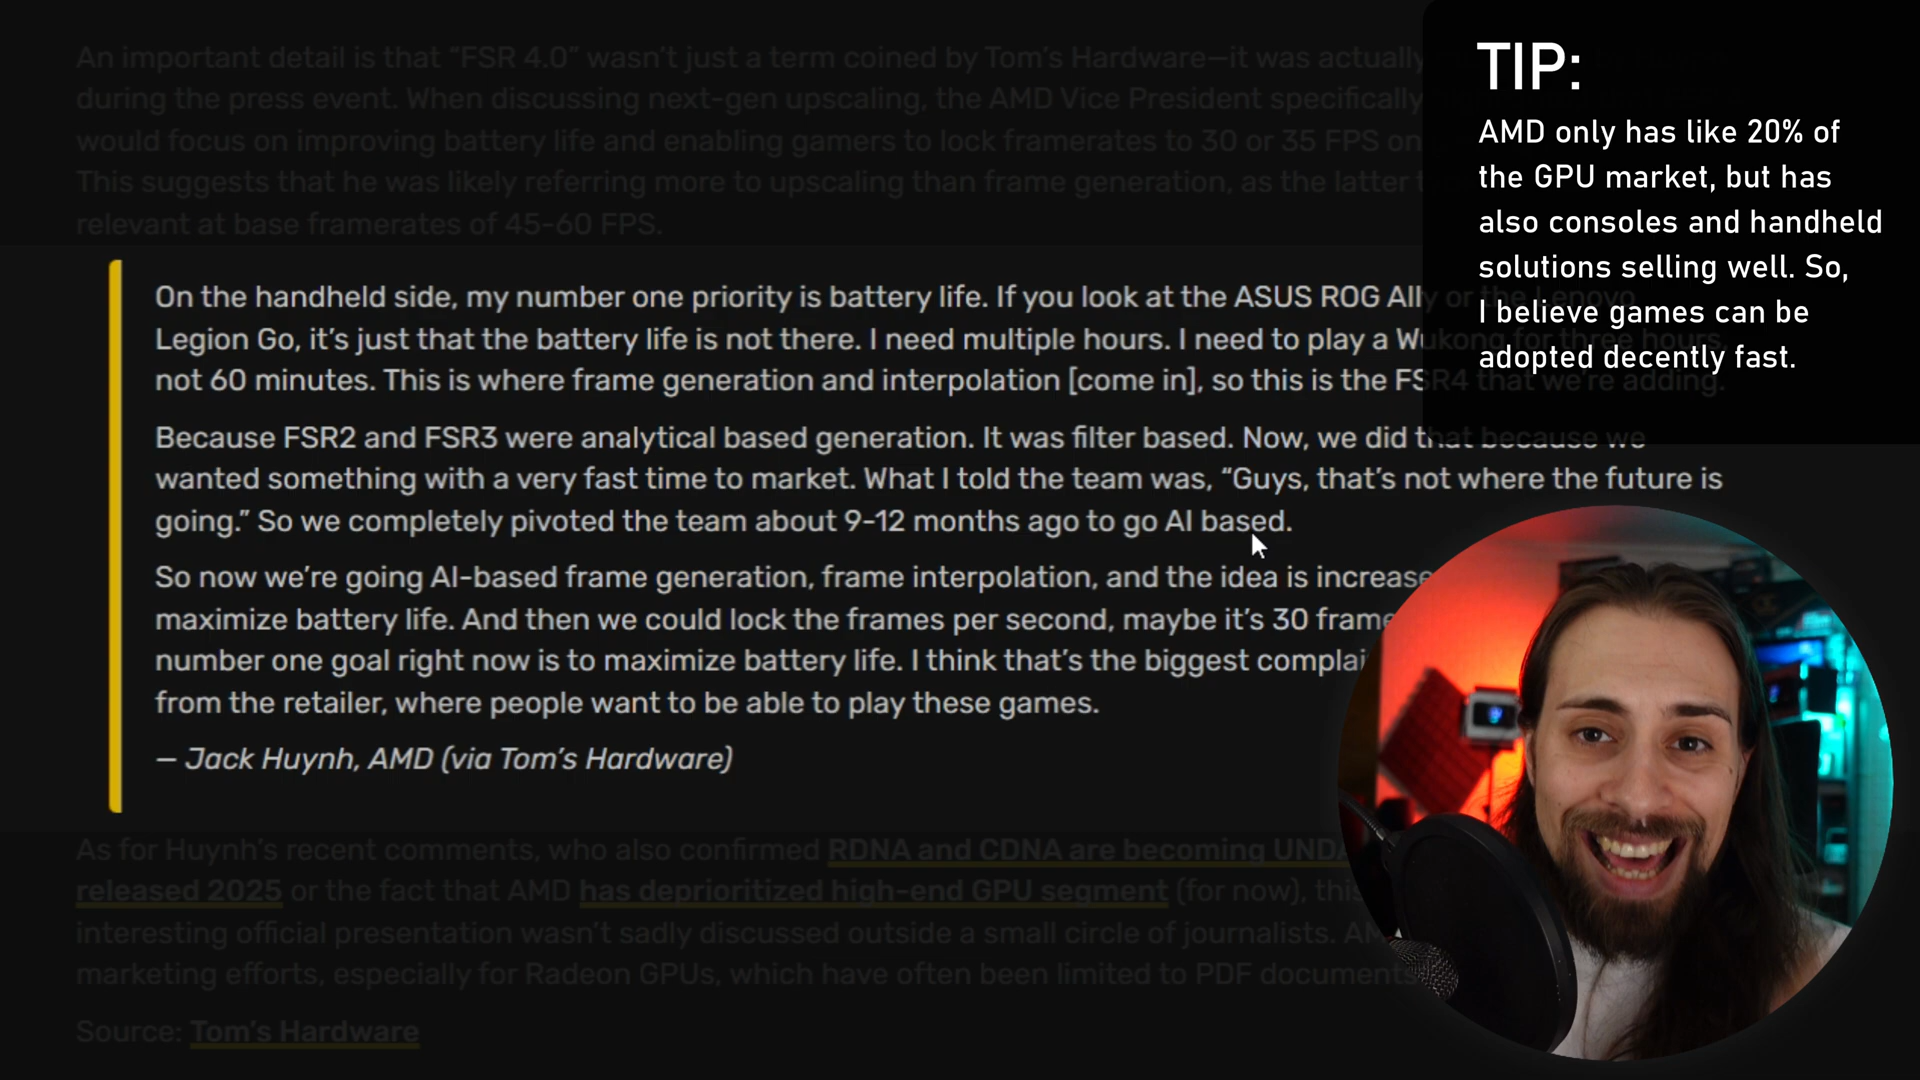 An important detail is that “FSR 4.0” wasn’t just a term coined by Tom’s Hardware—it was actually
during the press event. When discussing next-gen upscaling, the AMD Vice President specifically
would focus on improving battery life and enabling gamers to lock framerates to 30 or 35 FPS on
This suggests that he was likely referring more to upscaling than frame generation, as the latter
relevant at base framerates of 45-60 FPS.
TIP:
AMD only has like 20% of
the GPU market, but has
also consoles and handheld
solutions selling well. So,
I believe games can be
adopted decently fast.
On the handheld side, my number one priority is battery life. If you look at the ASUS ROG Ally or the Lenovo
Legion Go, it’s just that the battery life is not there. I need multiple hours. I need to play a Wukong for three hours,
not 60 minutes. This is where frame generation and interpolation [come in], so this is the FSR4 that we’re adding.
Because FSR2 and FSR3 were analytical based generation. It was filter based. Now, we did that because we
wanted something with a very fast time to market. What I told the team was, “Guys, that’s not where the future is
going.” So we completely pivoted the team about 9-12 months ago to go AI based.
So now we’re going AI-based frame generation, frame interpolation, and the idea is increase
maximize battery life. And then we could lock the frames per second, maybe it’s 30 frame
number one goal right now is to maximize battery life. I think that’s the biggest complai
from the retailer, where people want to be able to play these games.
— Jack Huynh, AMD (via Tom’s Hardware)
As for Huynh’s recent comments, who also confirmed RDNA and CDNA are becoming UNDA
released 2025 or the fact that AMD has deprioritized high-end GPU segment (for now), this
interesting official presentation wasn’t sadly discussed outside a small circle of journalists.
marketing efforts, especially for Radeon GPUs, which have often been limited to PDF documents
Source: Tom’s Hardware